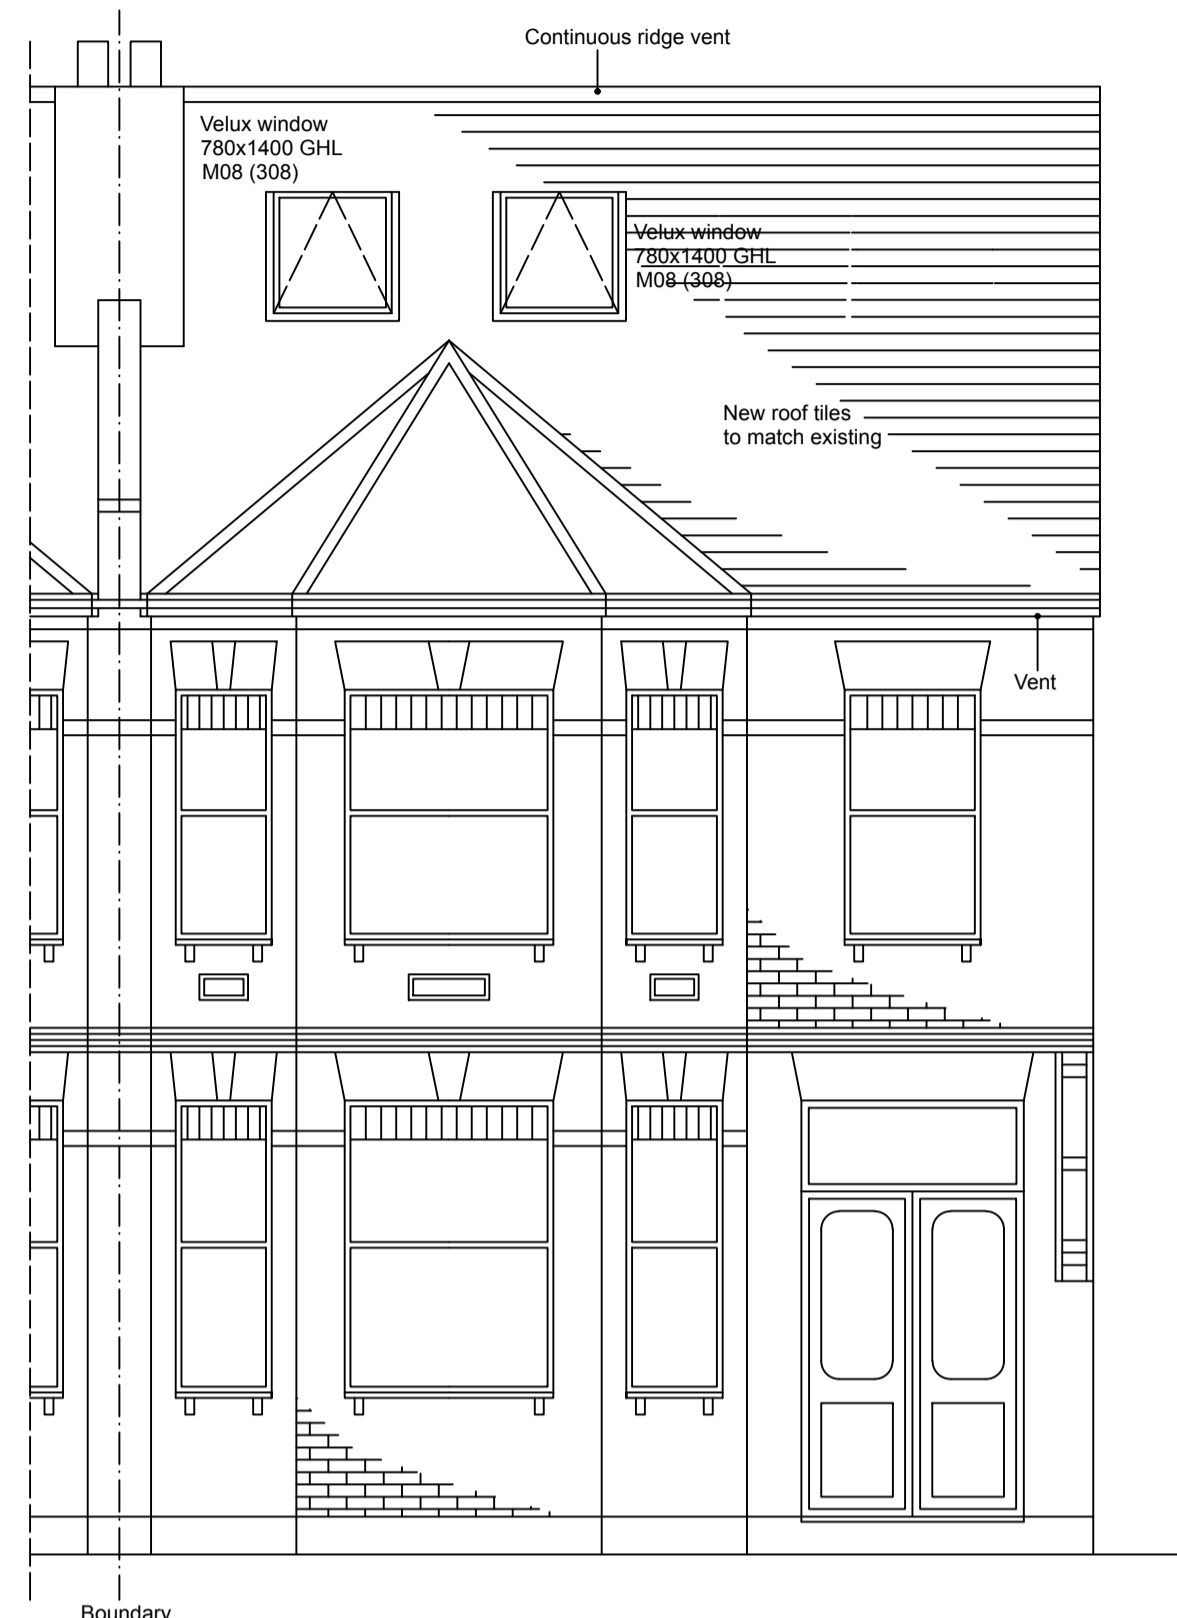 Continuous ridge vent
Velux window
780x1400 GHL
M08 (308)
Velux window
780x1400 GHL
M08 (308)
New roof tiles
to match existing
Vent
Boundary